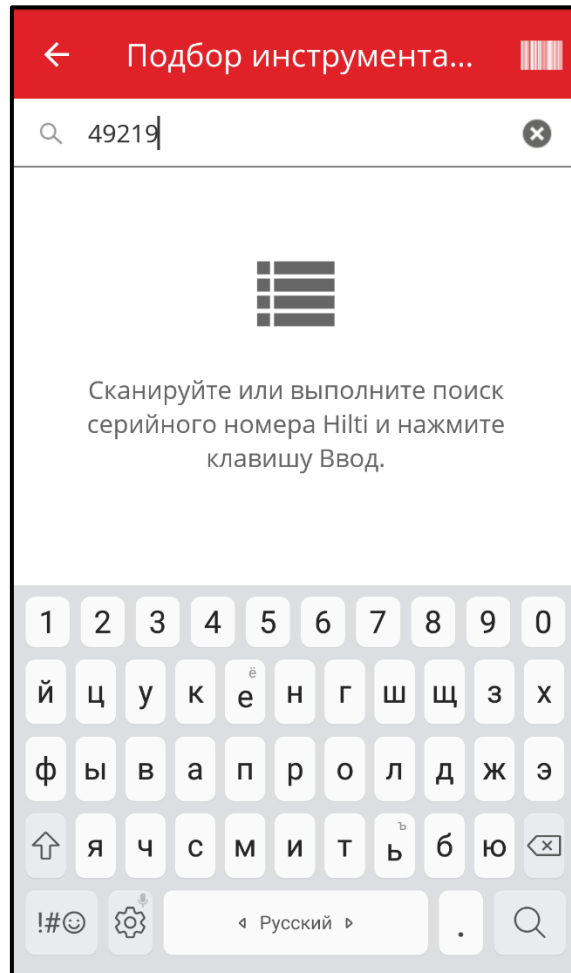 Подбор инструмента...
49219
Сканируйте или выполните поиск
серийного номера Hilti и нажмите
клавишу Ввод.
1 2 3 4 5 6 7 8 9 0
й ц у к е ё н г ш щ з х
ф ы в а п р о л д ж э
я ч с м и т ь ъ б ю
!#☺ Русский .